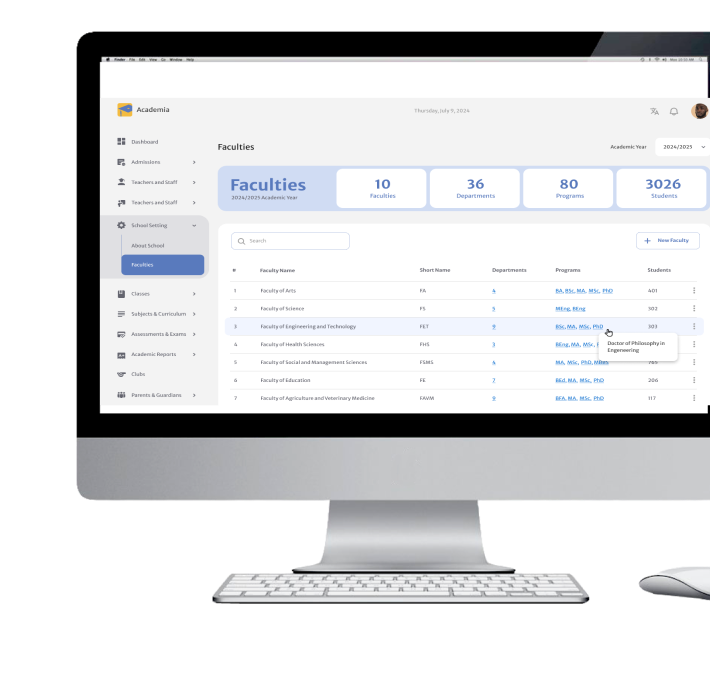 Finder File Edit View Go Window Help
Academia
Thursday, July 9, 2024
Dashboard
Admissions
Teachers and Staff
Teachers and Staff
School Setting
About School
Faculties
Classes
Subjects & Curriculum
Assessments & Exams
Academic Reports
Clubs
Parents & Guardians
Faculties
Academic Year 2024/2025
Faculties
2024/2025 Academic Year
10
Faculties
36
Departments
80
Programs
3026
Students
Search
+ New Faculty
# Faculty Name Short Name Departments Programs Students
1 Faculty of Arts FA 4 BA, BSc, MA, MSc, PhD 401
2 Faculty of Science FS 5 MEng, BEng 302
3 Faculty of Engineering and Technology FET 9 BSc, MA, MSc, PhD 303
Doctor of Philosophy in
Engeneering
4 Faculty of Health Sciences FHS 3 BEng, MA, MSc,
5 Faculty of Social and Management Sciences FSMS 4 MA, MSc, PhD, MBBS 765
6 Faculty of Education FE 7 BEd, MA, MSc, PhD 206
7 Faculty of Agriculture and Veterinary Medicine FAVM 9 BFA, MA, MSc, PhD 117